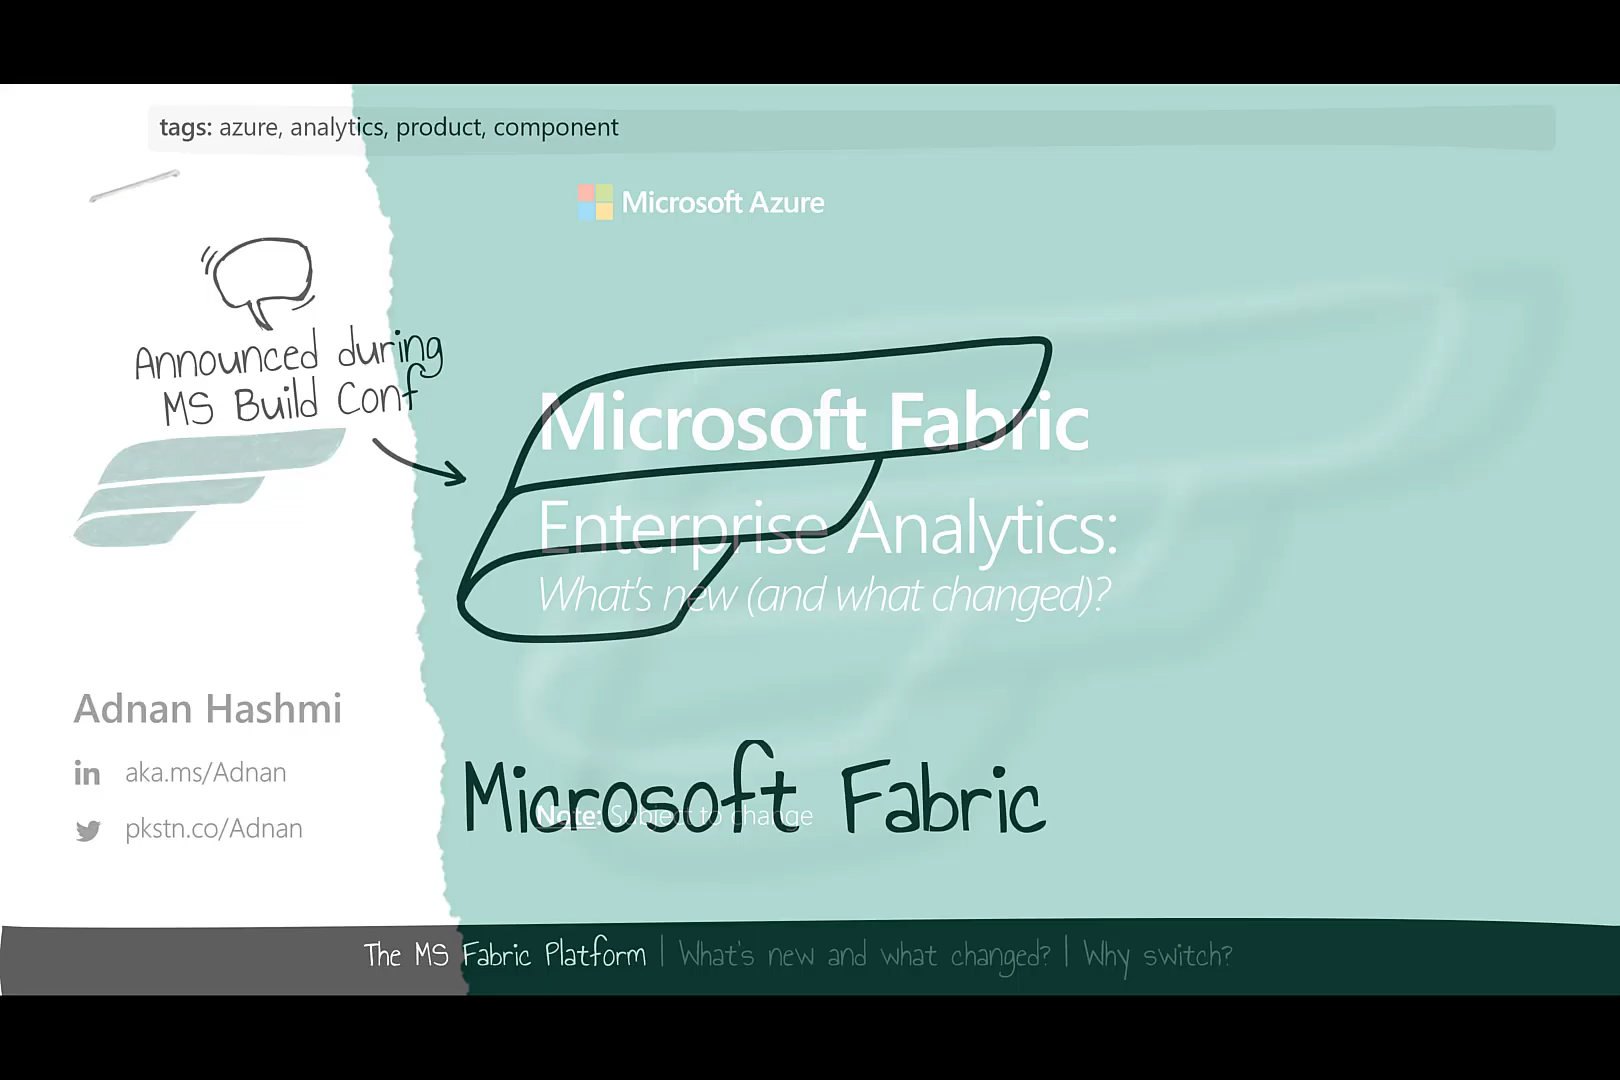 tags: azure, analytics, product, component
Microsoft Azure
Announced during
MS Build Conf
Microsoft Fabric
Enterprise Analytics:
What's new (and what changed)?
Adnan Hashmi
in aka.ms/Adnan
pkstn.co/Adnan
Microsoft Fabric
Note: Subject to change
The MS Fabric Platform | What's new and what changed? | Why switch?